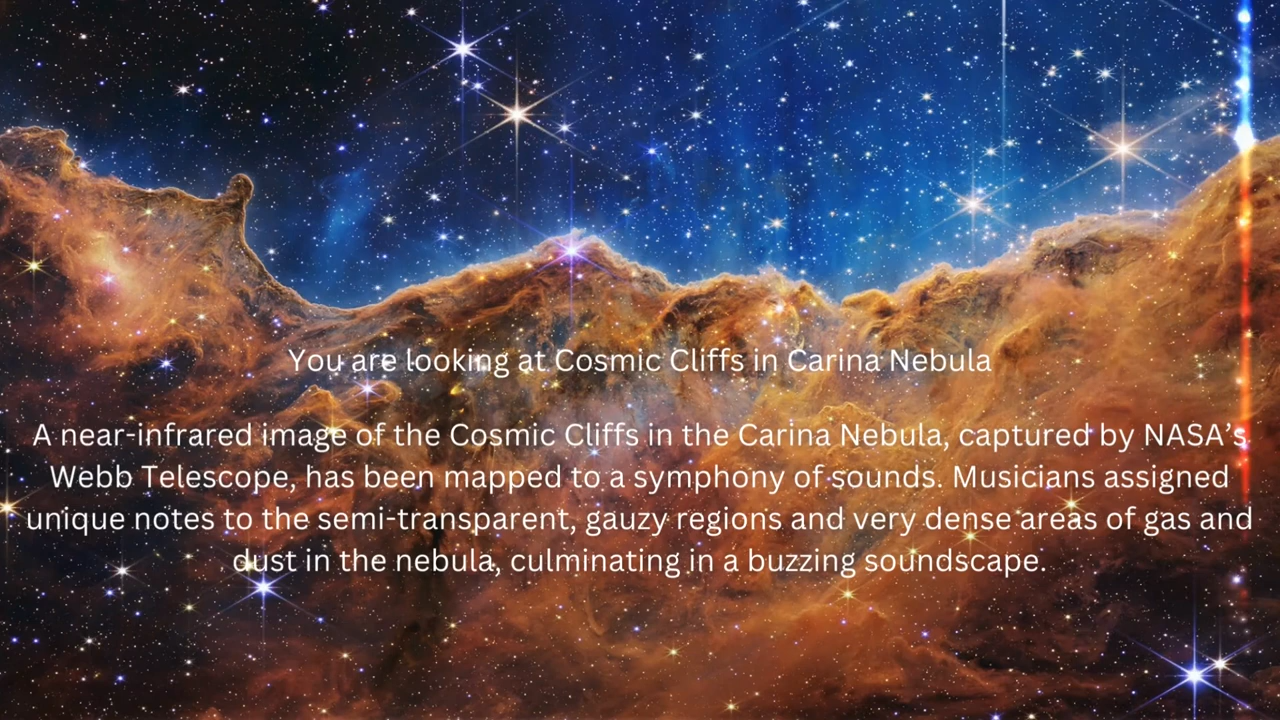 You are looking at Cosmic Cliffs in Carina Nebula
A near-infrared image of the Cosmic Cliffs in the Carina Nebula, captured by NASA's
Webb Telescope, has been mapped to a symphony of sounds. Musicians assigned
unique notes to the semi-transparent, gauzy regions and very dense areas of gas and
dust in the nebula, culminating in a buzzing soundscape.